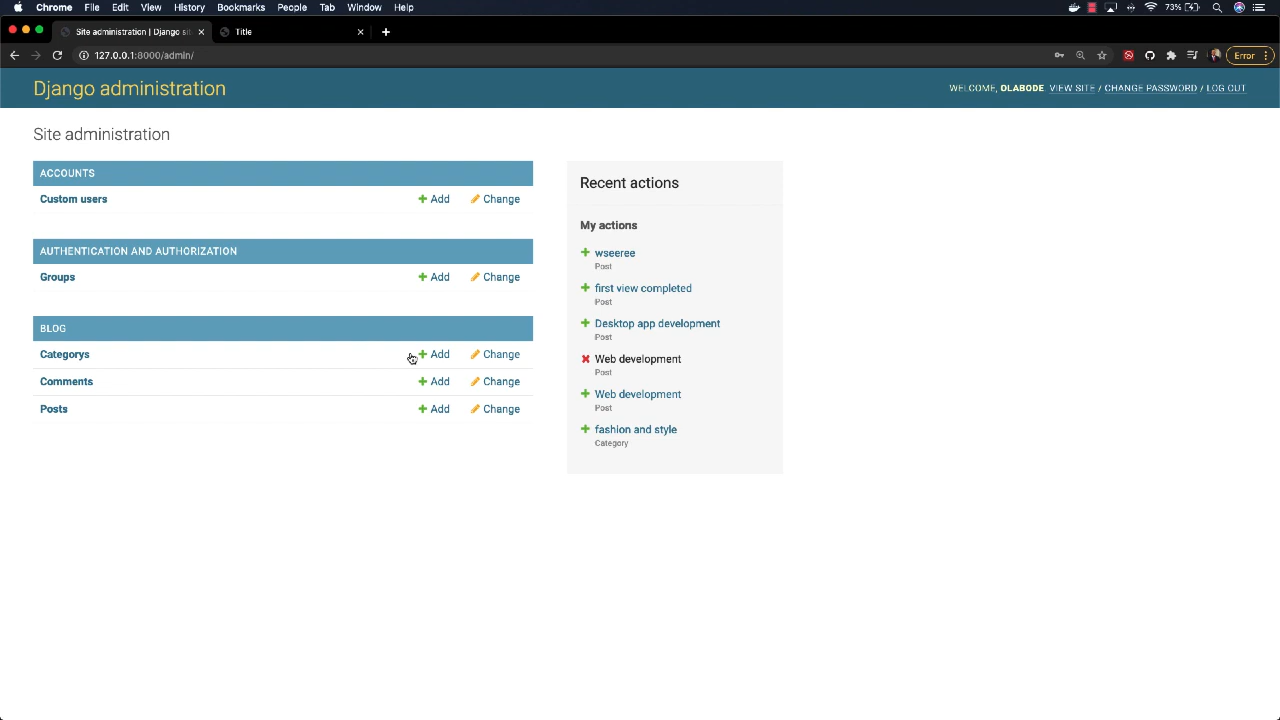 Chrome File Edit View History Bookmarks People Tab Window Help 73%
Site administration | Django sit Title
127.0.0.1:8000/admin/ Error
Django administration
WELCOME, OLABODE. VIEW SITE / CHANGE PASSWORD / LOG OUT
Site administration
ACCOUNTS
Custom users Add Change
AUTHENTICATION AND AUTHORIZATION
Groups Add Change
BLOG
Categorys Add Change
Comments Add Change
Posts Add Change
Recent actions
My actions
wseeree
Post
first view completed
Post
Desktop app development
Post
Web development
Post
Web development
Post
fashion and style
Category